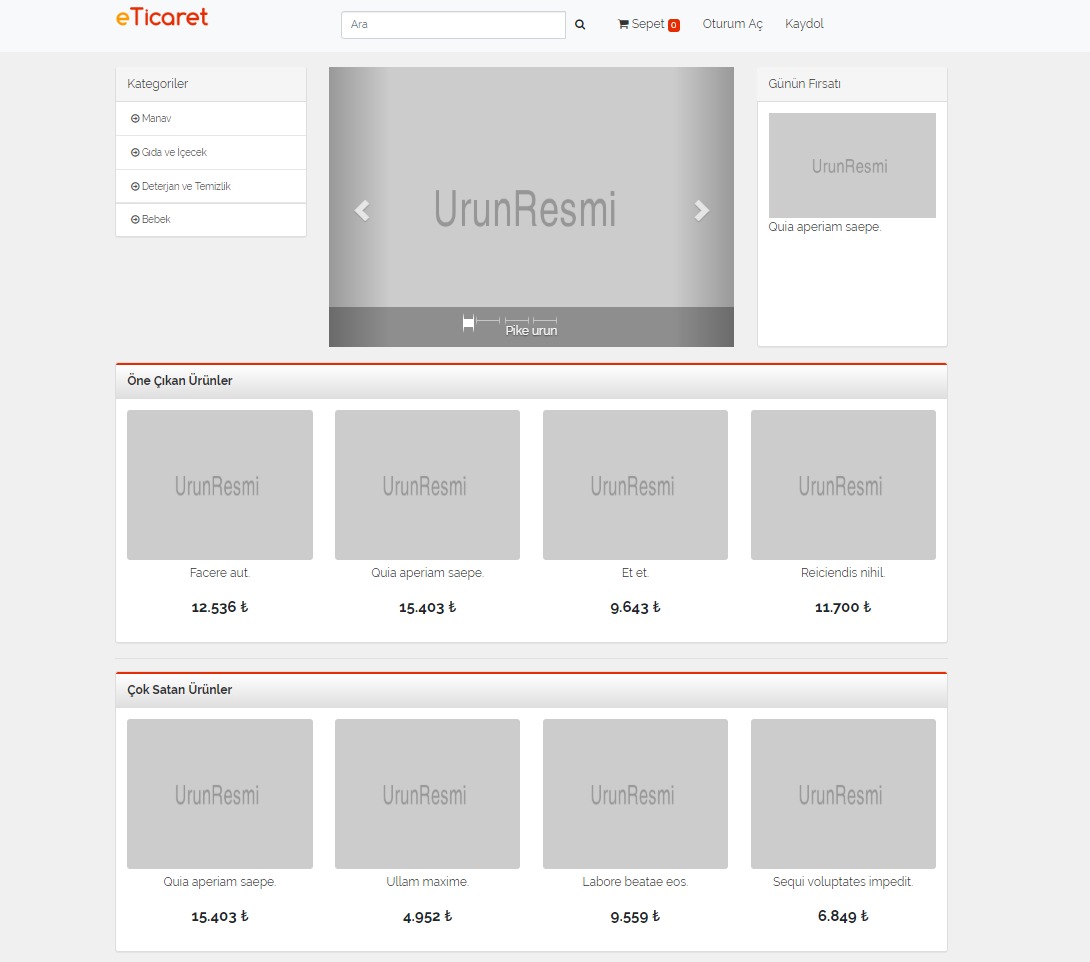 eTicaret
Ara
Sepet 0
Oturum Aç
Kaydol
Kategoriler
Manav
Gıda ve İçecek
Deterjan ve Temizlik
Bebek
UrunResmi
Pike urun
Günün Fırsatı
UrunResmi
Quia aperiam saepe.
Öne Çıkan Ürünler
UrunResmi
UrunResmi
UrunResmi
UrunResmi
Facere aut.
Quia aperiam saepe.
Et et.
Reiciendis nihil.
12.536 ₺
15.403 ₺
9.643 ₺
11.700 ₺
Çok Satan Ürünler
UrunResmi
UrunResmi
UrunResmi
UrunResmi
Quia aperiam saepe.
Ullam maxime.
Labore beatae eos.
Sequi voluptates impedit.
15.403 ₺
4.952 ₺
9.559 ₺
6.849 ₺